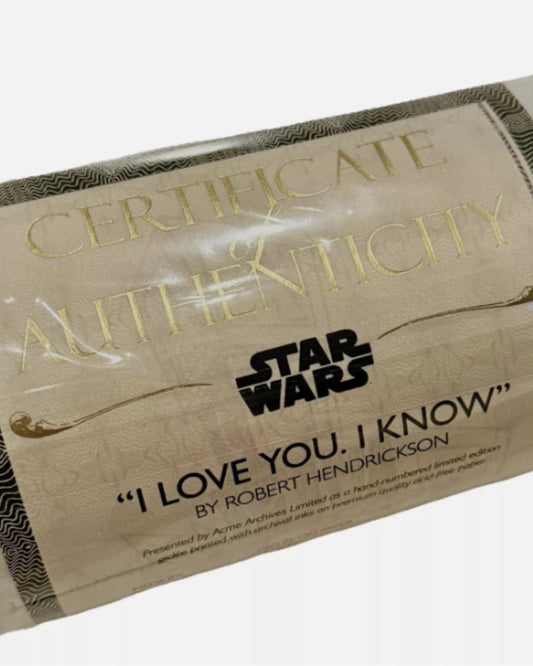 CERTIFICATE
of
AUTHENTICITY
STAR
WARS
“I LOVE YOU. I KNOW”
BY ROBERT HENDRICKSON
Presented by Acme Archives Limited as a hand-numbered limited edition
giclée printed with archival inks on premium quality acid-free paper.